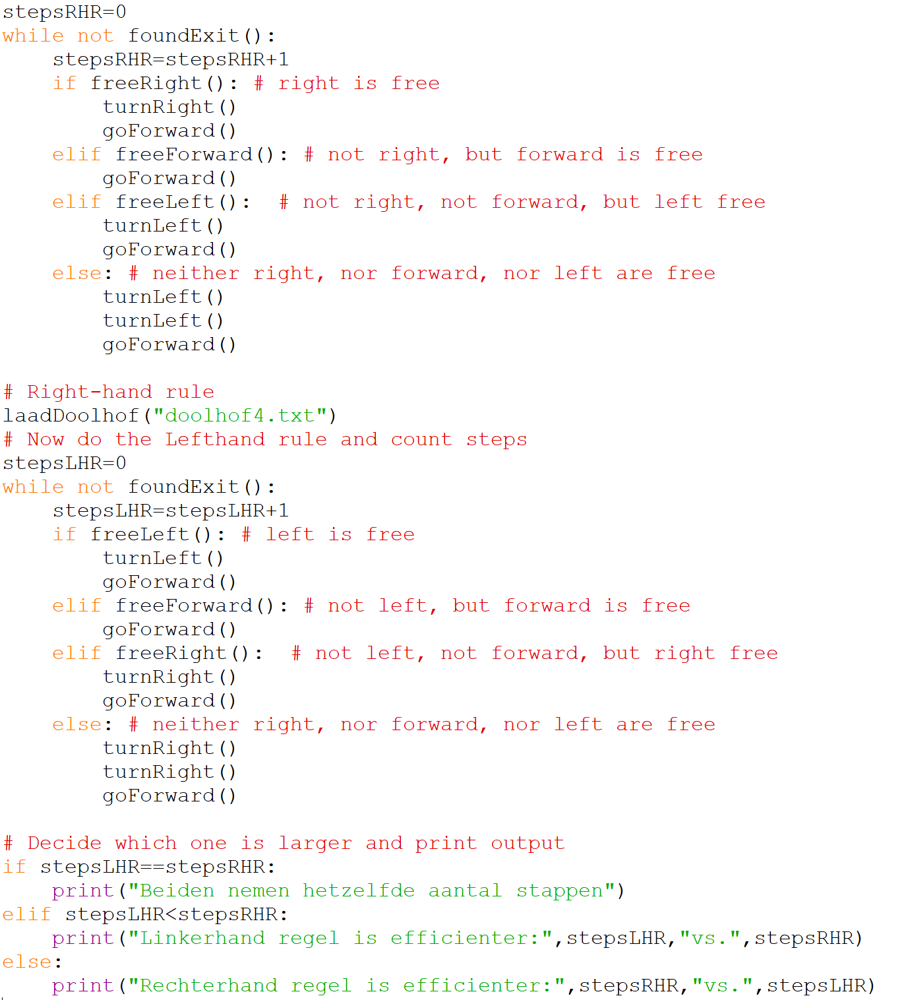 stepsRHR=0
while not foundExit():
    stepsRHR=stepsRHR+1
    if freeRight(): # right is free
        turnRight()
        goForward()
    elif freeForward(): # not right, but forward is free
        goForward()
    elif freeLeft():  # not right, not forward, but left free
        turnLeft()
        goForward()
    else: # neither right, nor forward, nor left are free
        turnLeft()
        turnLeft()
        goForward()

# Right-hand rule
laadDoolhof("doolhof4.txt")
# Now do the Lefthand rule and count steps
stepsLHR=0
while not foundExit():
    stepsLHR=stepsLHR+1
    if freeLeft(): # left is free
        turnLeft()
        goForward()
    elif freeForward(): # not left, but forward is free
        goForward()
    elif freeRight():  # not left, not forward, but right free
        turnRight()
        goForward()
    else: # neither right, nor forward, nor left are free
        turnRight()
        turnRight()
        goForward()

# Decide which one is larger and print output
if stepsLHR==stepsRHR:
    print("Beiden nemen hetzelfde aantal stappen")
elif stepsLHR<stepsRHR:
    print("Linkerhand regel is efficienter:",stepsLHR,"vs.",stepsRHR)
else:
    print("Rechterhand regel is efficienter:",stepsRHR,"vs.",stepsLHR)